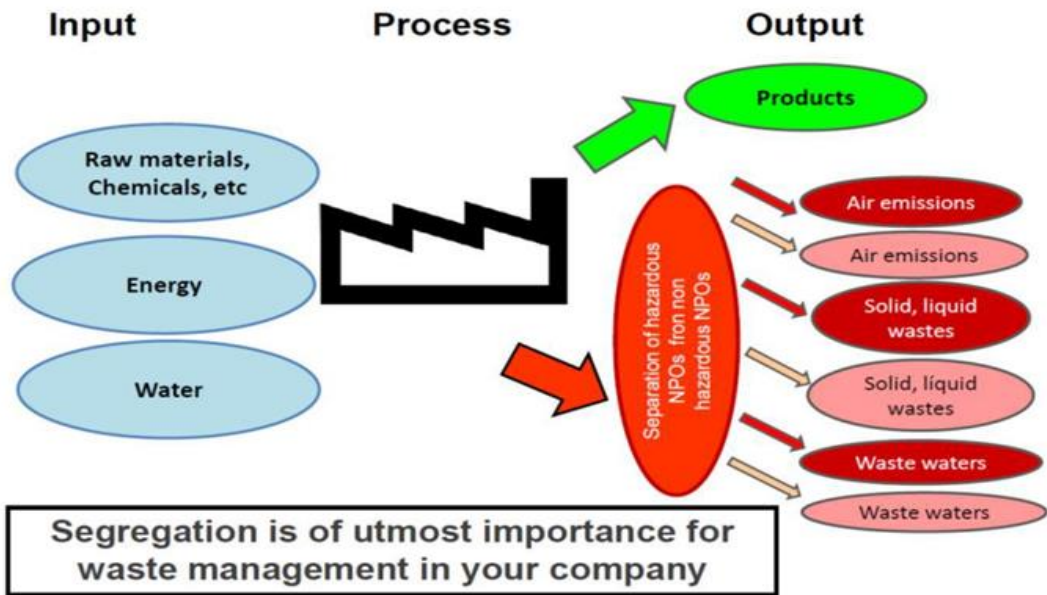 Input
Process
Output
Products
Raw materials,
Chemicals, etc
Energy
Water
Separation of hazardous
NPOs fron non
hazardous NPOs
Air emissions
Air emissions
Solid, liquid
wastes
Solid, líquid
wastes
Waste waters
Waste waters
Segregation is of utmost importance for
waste management in your company